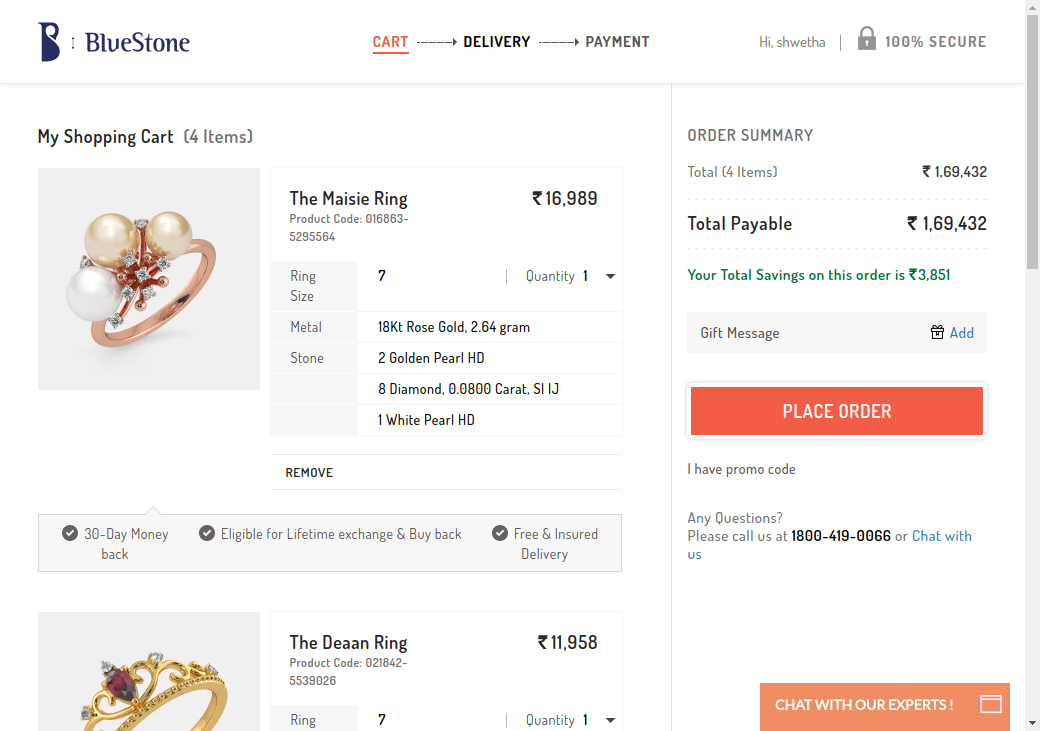 B : BlueStone
CART DELIVERY PAYMENT
Hi, shwetha
100% SECURE
My Shopping Cart (4 Items)
The Maisie Ring ₹16,989
Product Code: 016863-
5295564
Ring
Size
7
Quantity 1
Metal 18Kt Rose Gold, 2.64 gram
Stone 2 Golden Pearl HD
8 Diamond, 0.0800 Carat, SI IJ
1 White Pearl HD
REMOVE
30-Day Money
back
Eligible for Lifetime exchange & Buy back
Free & Insured
Delivery
The Deaan Ring ₹11,958
Product Code: 021842-
5539026
Ring 7 Quantity 1
ORDER SUMMARY
Total (4 Items) ₹ 1,69,432
Total Payable ₹ 1,69,432
Your Total Savings on this order is ₹3,851
Gift Message Add
PLACE ORDER
I have promo code
Any Questions?
Please call us at 1800-419-0066 or Chat with
us
CHAT WITH OUR EXPERTS !